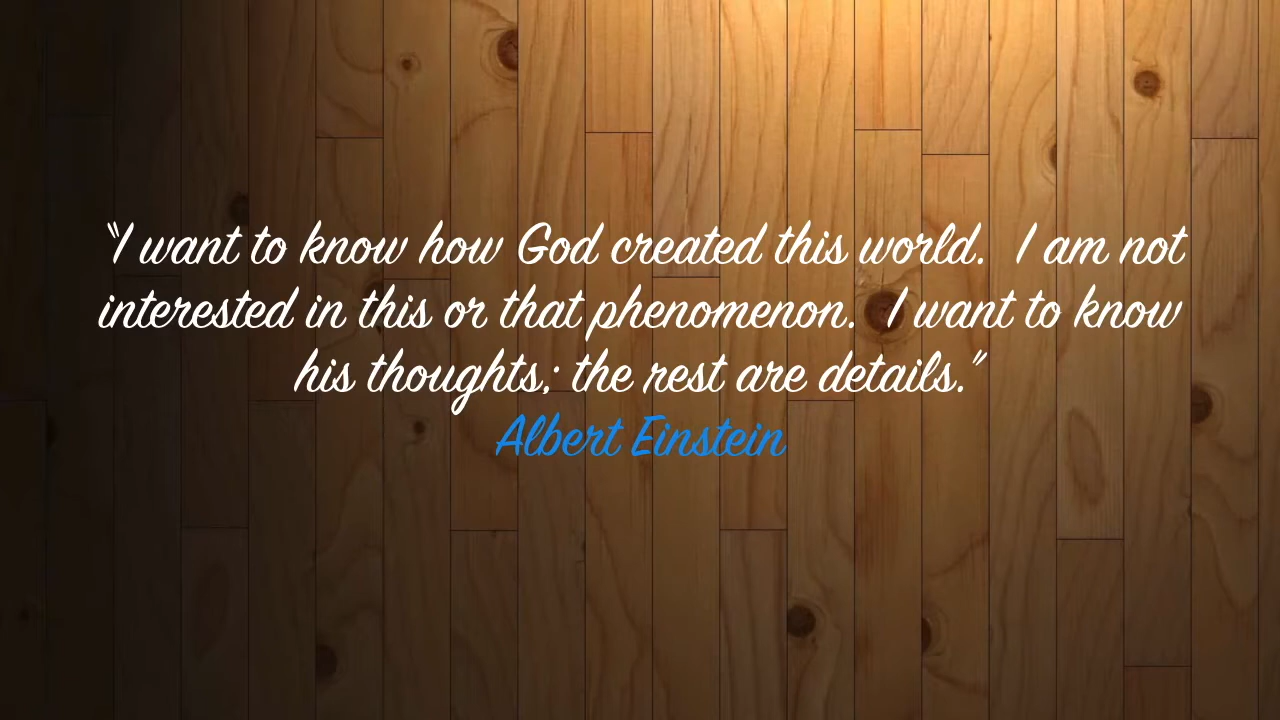 “I want to know how God created this world.  I am not
interested in this or that phenomenon.  I want to know
his thoughts; the rest are details.”
Albert Einstein